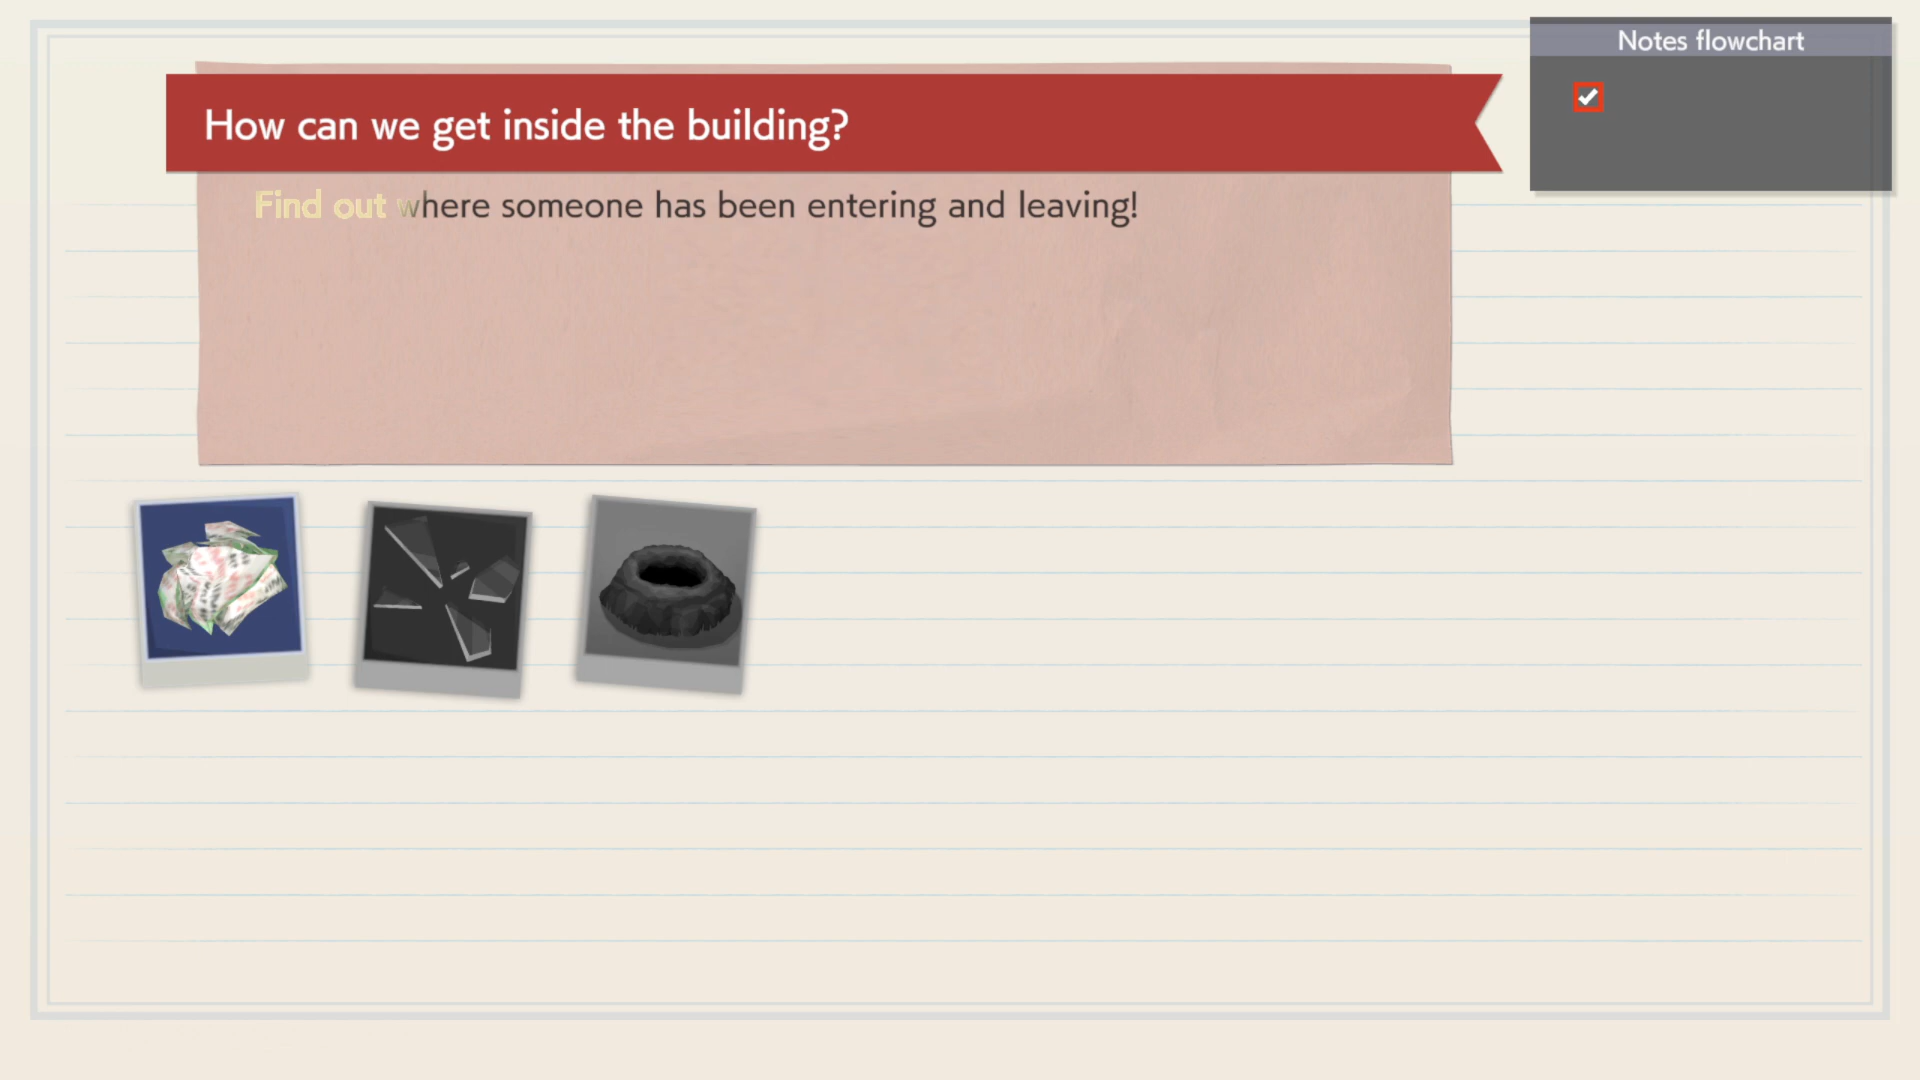 Notes flowchart
How can we get inside the building?
Find out where someone has been entering and leaving!